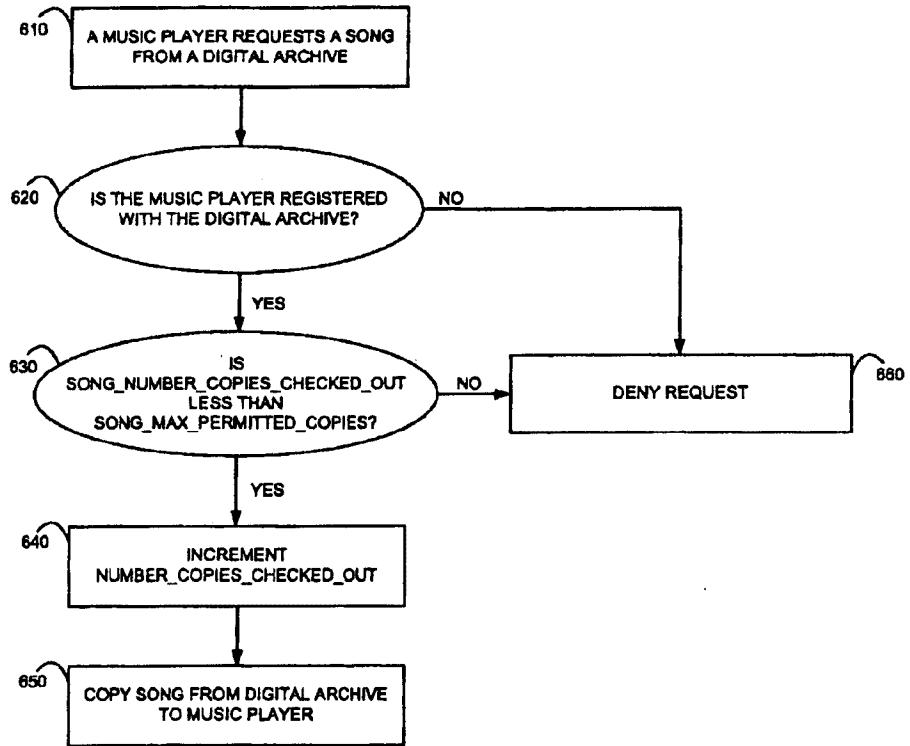 610
A MUSIC PLAYER REQUESTS A SONG
FROM A DIGITAL ARCHIVE
620
IS THE MUSIC PLAYER REGISTERED
WITH THE DIGITAL ARCHIVE?
NO
YES
630
IS
SONG_NUMBER_COPIES_CHECKED_OUT
LESS THAN
SONG_MAX_PERMITTED_COPIES?
NO
DENY REQUEST
660
YES
640
INCREMENT
NUMBER_COPIES_CHECKED_OUT
650
COPY SONG FROM DIGITAL ARCHIVE
TO MUSIC PLAYER